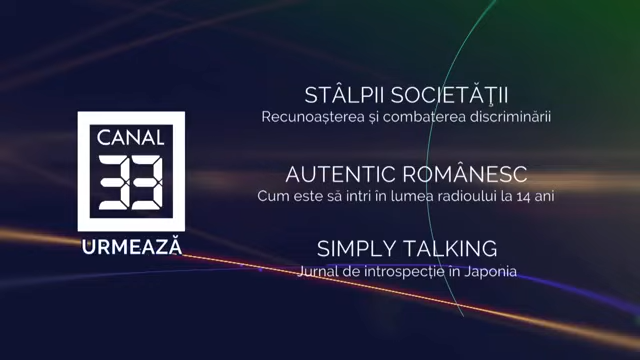 CANAL
33
URMEAZĂ
STÂLPII SOCIETĂŢII
Recunoașterea și combaterea discriminării
AUTENTIC ROMÂNESC
Cum este să intri în lumea radioului la 14 ani
SIMPLY TALKING
Jurnal de introspecție în Japonia